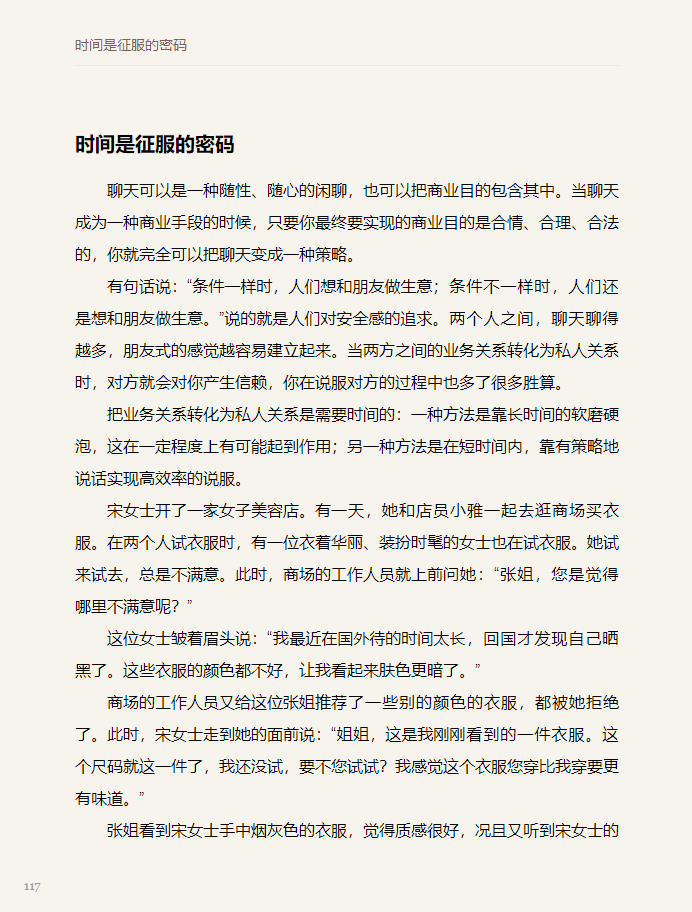 时间是征服的密码
时间是征服的密码
聊天可以是一种随性、随心的闲聊，也可以把商业目的包含其中。当聊天
成为一种商业手段的时候，只要你最终要实现的商业目的是合情、合理、合法
的，你就完全可以把聊天变成一种策略。
有句话说：“条件一样时，人们想和朋友做生意；条件不一样时，人们还
是想和朋友做生意。”说的就是人们对安全感的追求。两个人之间，聊天聊得
越多，朋友式的感觉越容易建立起来。当两方之间的业务关系转化为私人关系
时，对方就会对你产生信赖，你在说服对方的过程中也多了很多胜算。
把业务关系转化为私人关系是需要时间的：一种方法是靠长时间的软磨硬
泡，这在一定程度上有可能起到作用；另一种方法是在短时间内，靠有策略地
说话实现高效率的说服。
宋女士开了一家女子美容店。有一天，她和店员小雅一起去逛商场买衣
服。在两个人试衣服时，有一位衣着华丽、装扮时髦的女士也在试衣服。她试
来试去，总是不满意。此时，商场的工作人员就上前问她：“张姐，您是觉得
哪里不满意呢？”
这位女士皱着眉头说：“我最近在国外待的时间太长，回国才发现自己晒
黑了。这些衣服的颜色都不好，让我看起来肤色更暗了。”
商场的工作人员又给这位张姐推荐了一些别的颜色的衣服，都被她拒绝
了。此时，宋女士走到她的面前说：“姐姐，这是我刚刚看到的一件衣服。这
个尺码就这一件了，我还没试，要不您试试？我感觉这个衣服您穿比我穿要更
有味道。”
张姐看到宋女士手中烟灰色的衣服，觉得质感很好，况且又听到宋女士的
117